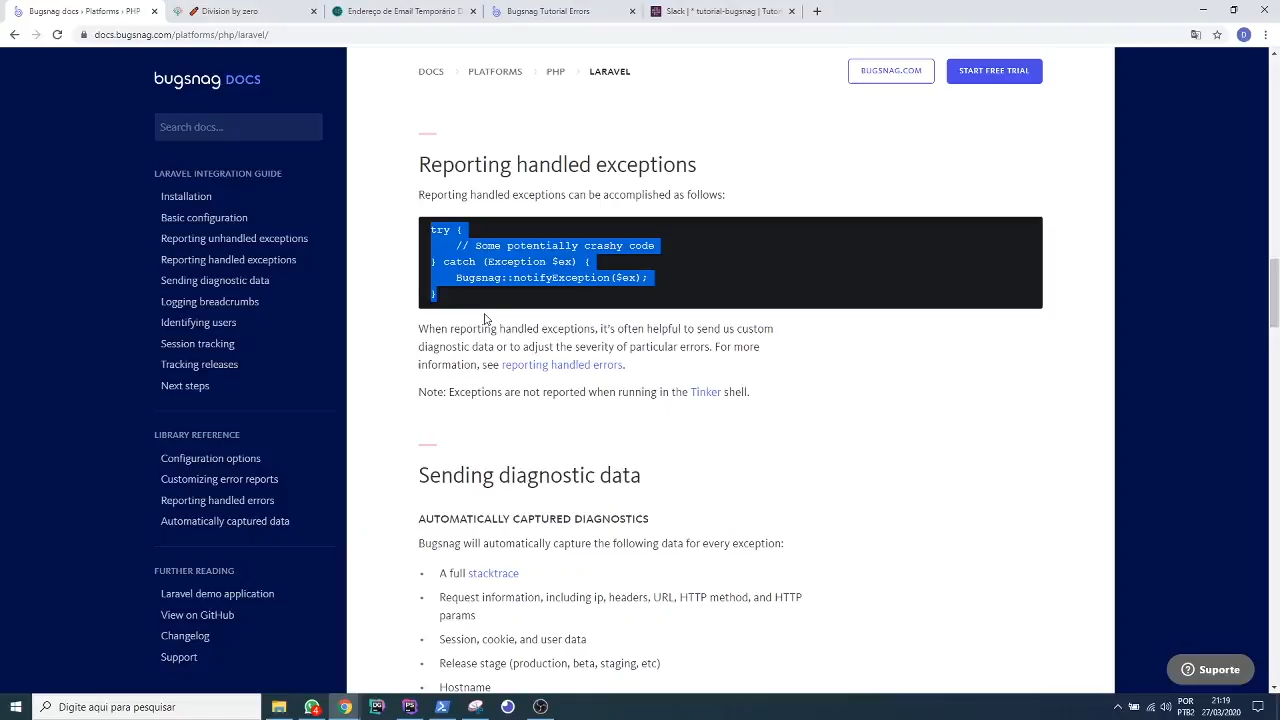 Bugsnag docs › Platforms › P
Division by zero
Endereço de Email Temporário D
Bugsnag Tutorial Errors
Slack | * tutorial-bugsnag | Tutori
docs.bugsnag.com/platforms/php/laravel/
D
bugsnag DOCS
Search docs...
LARAVEL INTEGRATION GUIDE
Installation
Basic configuration
Reporting unhandled exceptions
Reporting handled exceptions
Sending diagnostic data
Logging breadcrumbs
Identifying users
Session tracking
Tracking releases
Next steps
LIBRARY REFERENCE
Configuration options
Customizing error reports
Reporting handled errors
Automatically captured data
FURTHER READING
Laravel demo application
View on GitHub
Changelog
Support
DOCS › PLATFORMS › PHP › LARAVEL
BUGSNAG.COM
START FREE TRIAL
Reporting handled exceptions
Reporting handled exceptions can be accomplished as follows:
try {
// Some potentially crashy code
} catch (Exception $ex) {
Bugsnag::notifyException($ex);
}
When reporting handled exceptions, it's often helpful to send us custom
diagnostic data or to adjust the severity of particular errors. For more
information, see reporting handled errors.
Note: Exceptions are not reported when running in the Tinker shell.
Sending diagnostic data
AUTOMATICALLY CAPTURED DIAGNOSTICS
Bugsnag will automatically capture the following data for every exception:
• A full stacktrace
• Request information, including ip, headers, URL, HTTP method, and HTTP
params
• Session, cookie, and user data
• Release stage (production, beta, staging, etc)
• Hostname
Suporte
Digite aqui para pesquisar
4
POR
PTB2
21:19
27/03/2020